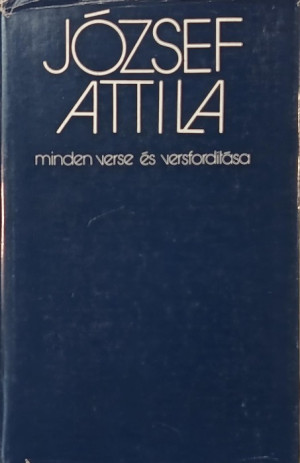 JÓZSEF
ATTILA
minden verse és versfordítása